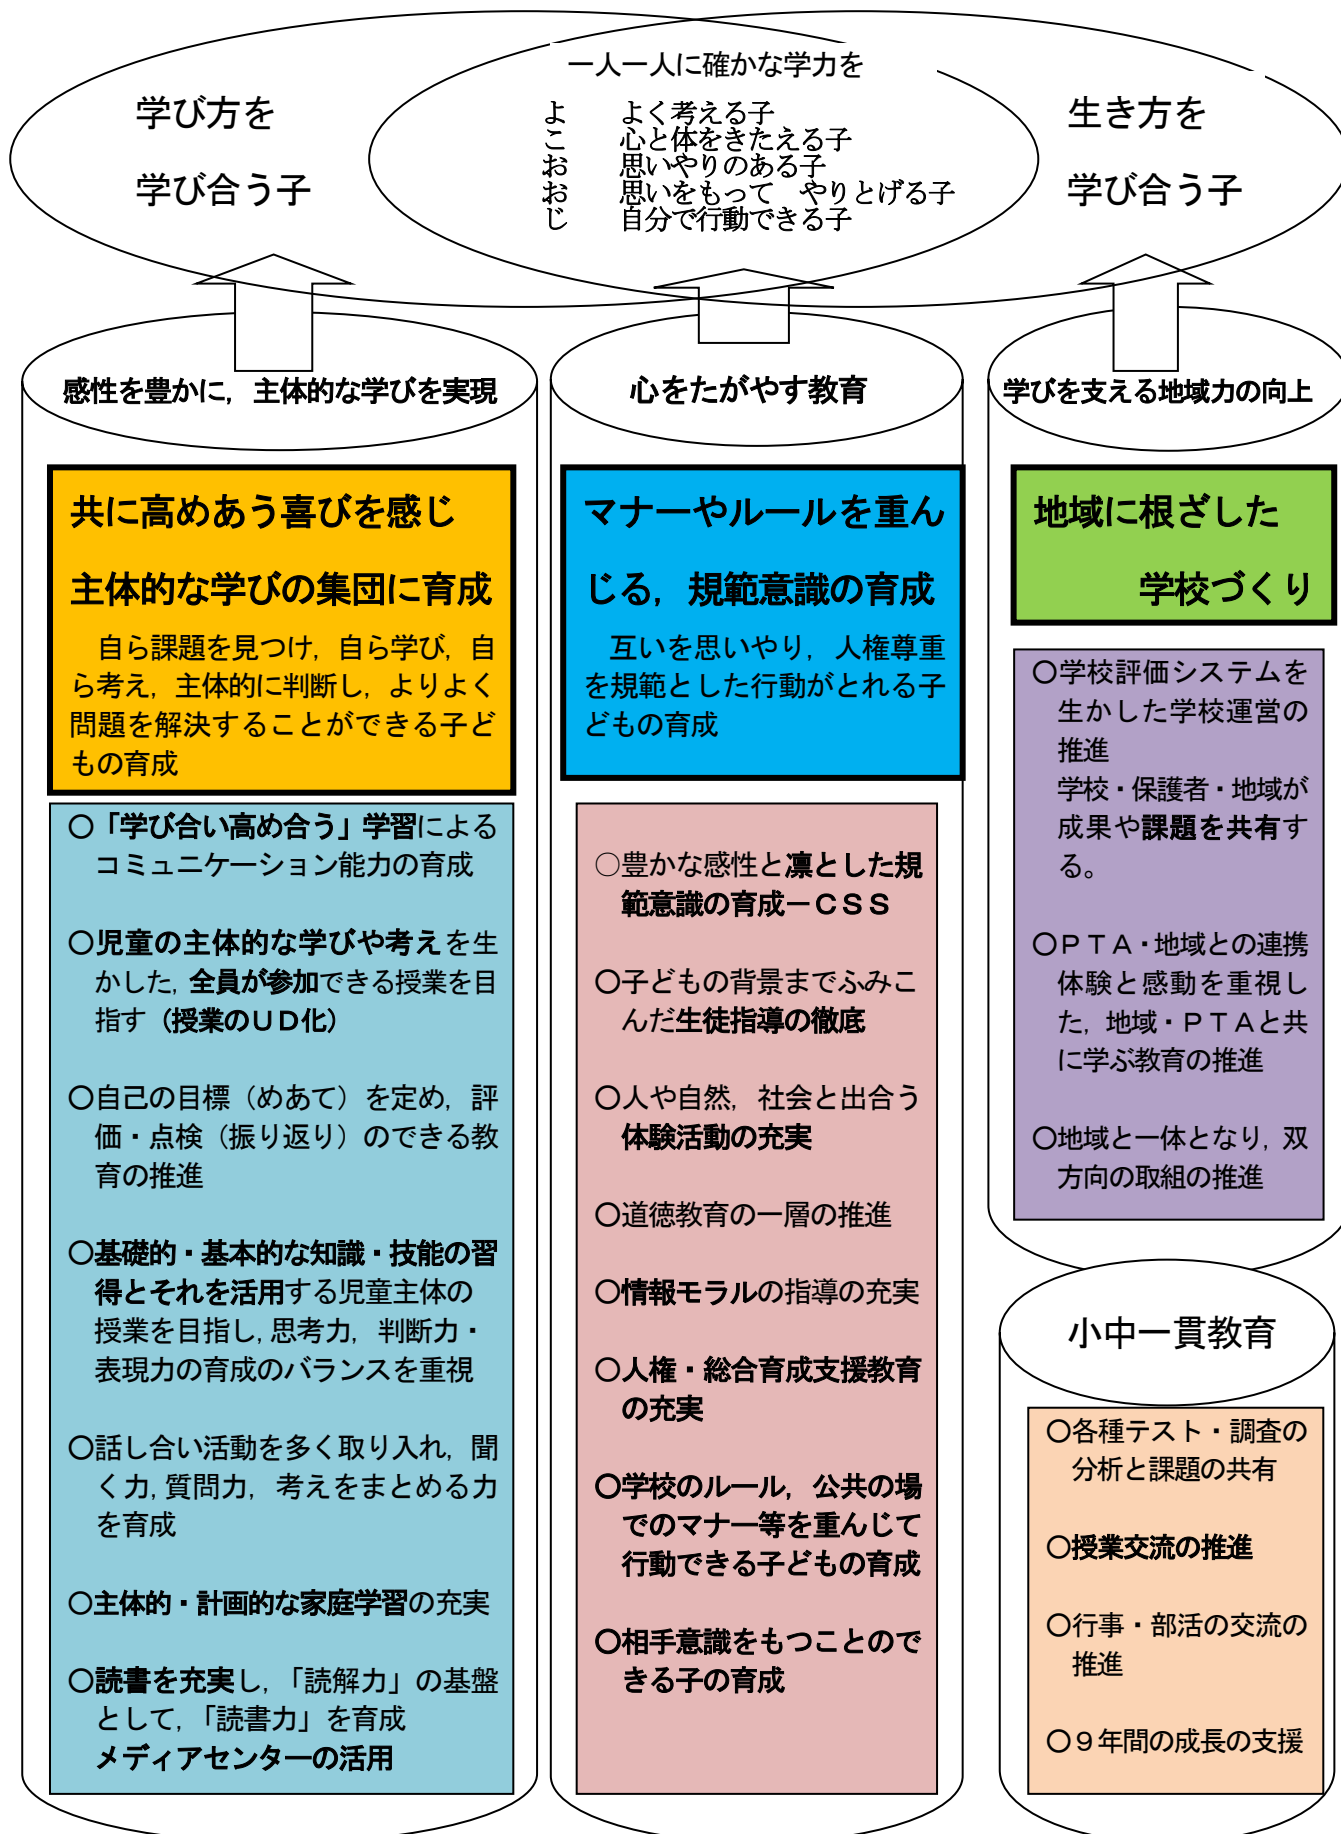 一人一人に確かな学力を
学び方を
学び合う子
よ　よく考える子
こ　心と体をきたえる子
お　思いやりのある子
お　思いをもって　やりとげる子
じ　自分で行動できる子
生き方を
学び合う子
感性を豊かに，主体的な学びを実現
共に高めあう喜びを感じ
主体的な学びの集団に育成
自ら課題を見つけ，自ら学び，自
ら考え，主体的に判断し，よりよく
問題を解決することができる子ど
もの育成
〇「学び合い高め合う」学習による
コミュニケーション能力の育成
〇児童の主体的な学びや考えを生
かした，全員が参加できる授業を目
指す（授業のＵＤ化）
〇自己の目標（めあて）を定め，評
価・点検（振り返り）のできる教
育の推進
〇基礎的・基本的な知識・技能の習
得とそれを活用する児童主体の
授業を目指し，思考力，判断力・
表現力の育成のバランスを重視
〇話し合い活動を多く取り入れ，聞
く力，質問力，考えをまとめる力
を育成
〇主体的・計画的な家庭学習の充実
〇読書を充実し，「読解力」の基盤
として，「読書力」を育成
メディアセンターの活用
心をたがやす教育
マナーやルールを重ん
じる，規範意識の育成
互いを思いやり，人権尊重
を規範とした行動がとれる子
どもの育成
○豊かな感性と凛とした規
範意識の育成－ＣＳＳ
〇子どもの背景までふみこ
んだ生徒指導の徹底
〇人や自然，社会と出合う
体験活動の充実
〇道徳教育の一層の推進
〇情報モラルの指導の充実
〇人権・総合育成支援教育
の充実
〇学校のルール，公共の場
でのマナー等を重んじて
行動できる子どもの育成
〇相手意識をもつことので
きる子の育成
学びを支える地域力の向上
地域に根ざした
学校づくり
〇学校評価システムを
生かした学校運営の
推進
学校・保護者・地域が
成果や課題を共有す
る。
〇ＰＴＡ・地域との連携
体験と感動を重視し
た，地域・ＰＴＡと共
に学ぶ教育の推進
〇地域と一体となり，双
方向の取組の推進
小中一貫教育
〇各種テスト・調査の
分析と課題の共有
〇授業交流の推進
〇行事・部活の交流の
推進
〇９年間の成長の支援